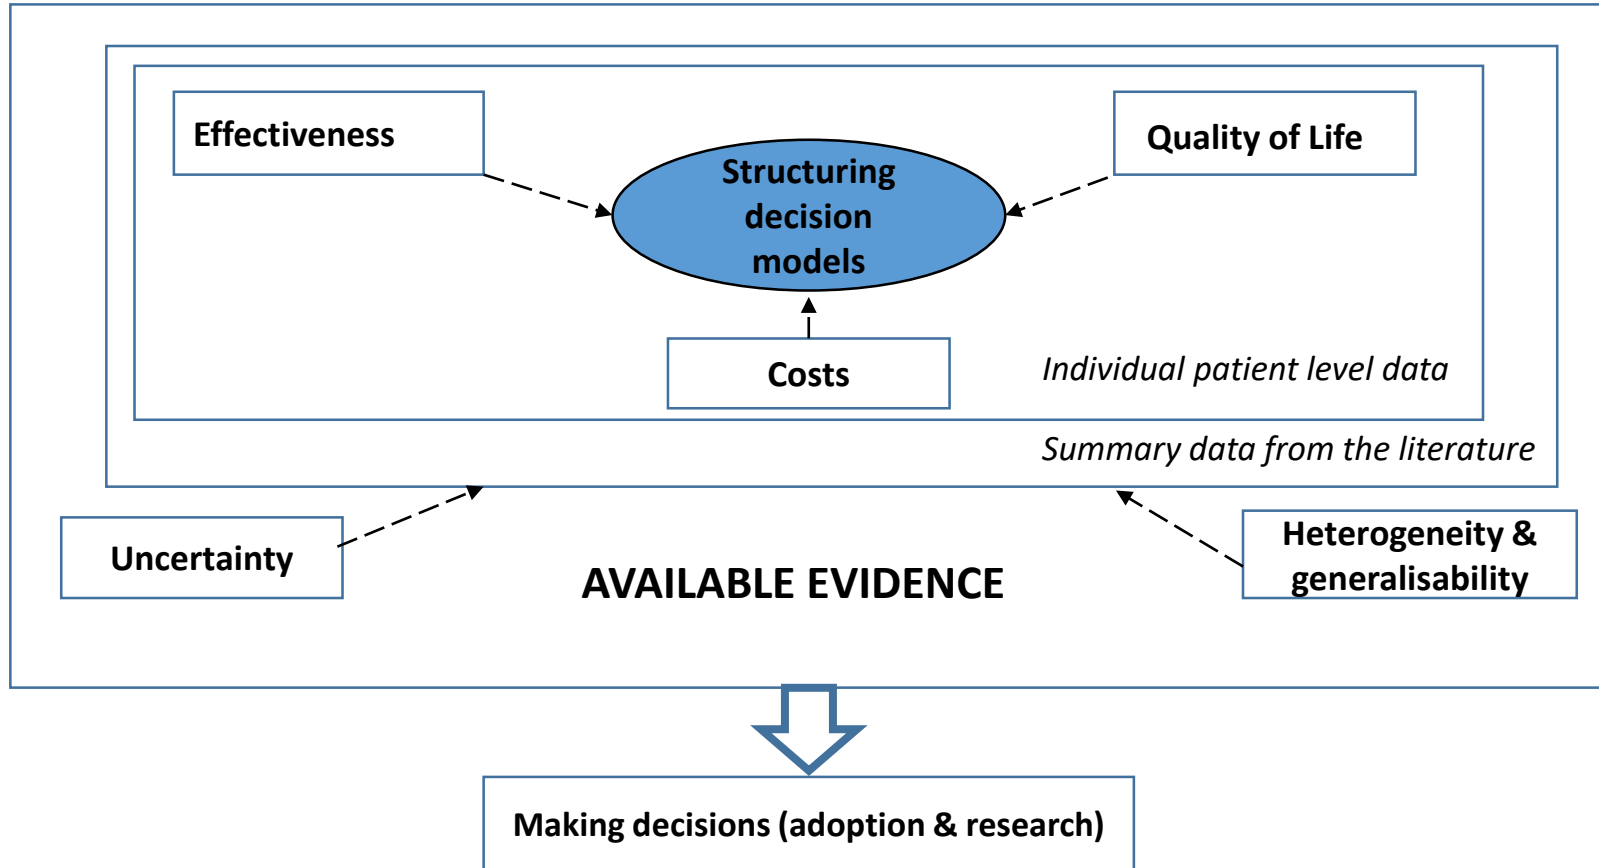 Effectiveness
Quality of Life
Structuring
decision
models
Costs
Individual patient level data
Summary data from the literature
Uncertainty
Heterogeneity &
generalisability
AVAILABLE EVIDENCE
Making decisions (adoption & research)